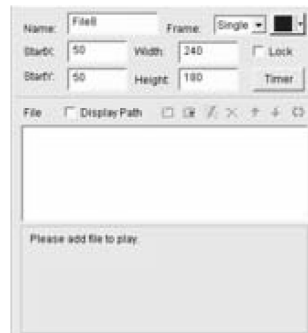 Name: File8 Frame: Single
StartX: 50 Width: 240 Lock
StartY: 50 Height: 180 Timer
File Display Path
Please add file to play.